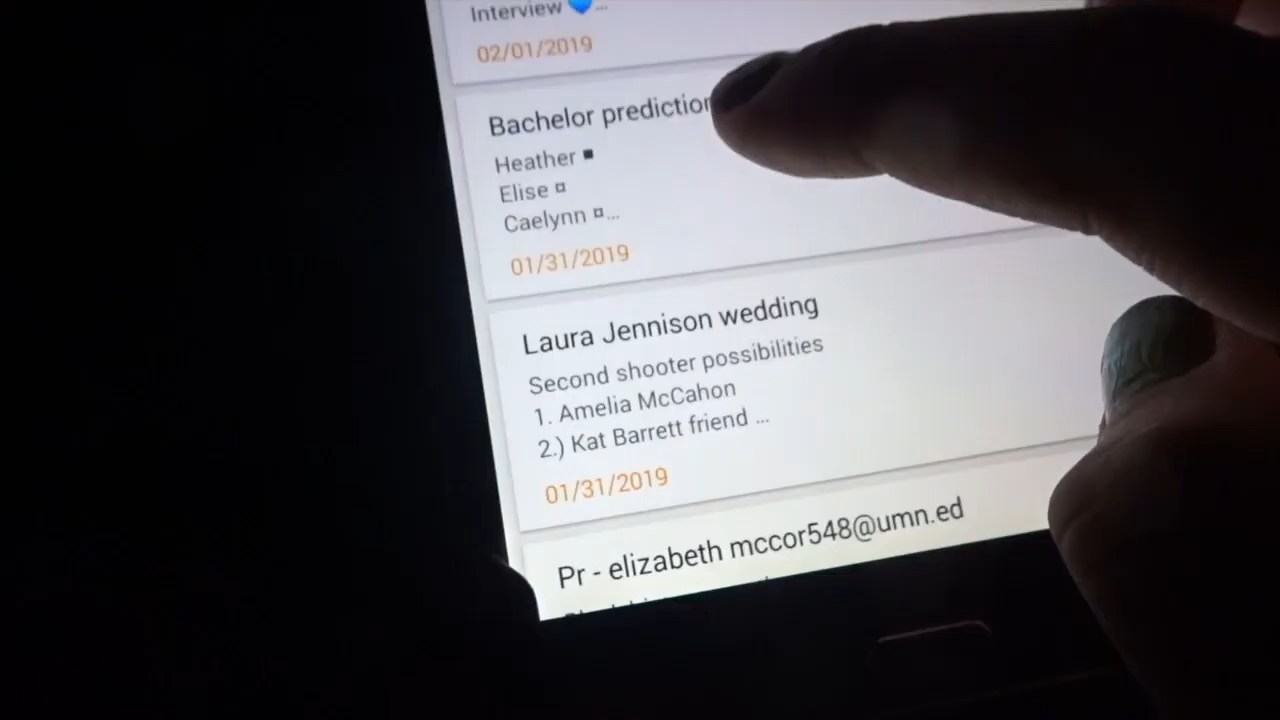 Interview 💙...
02/01/2019
Bachelor prediction
Heather ▪
Elise ¤
Caelynn ¤...
01/31/2019
Laura Jennison wedding
Second shooter possibilities
1. Amelia McCahon
2.) Kat Barrett friend ...
01/31/2019
Pr - elizabeth mccor548@umn.ed